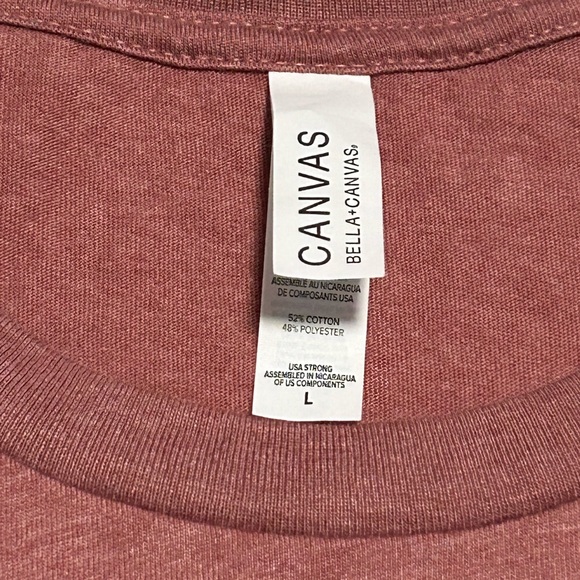 CANVAS
BELLA+CANVAS®
ASSEMBLE AU NICARAGUA
DE COMPOSANTS USA
52% COTTON
48% POLYESTER
USA STRONG
ASSEMBLED IN NICARAGUA
OF US COMPONENTS
L